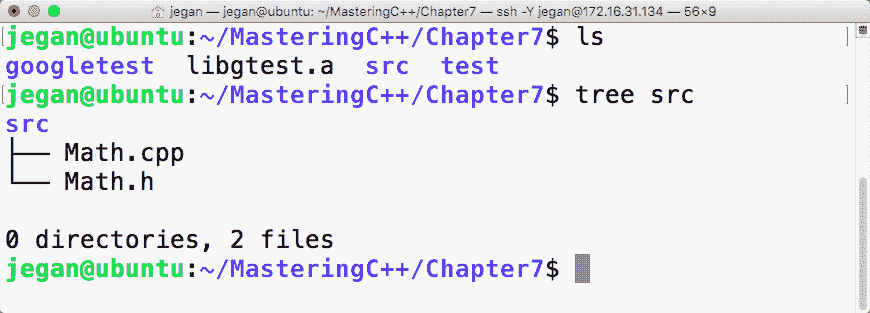 jegan — jegan@ubuntu: ~/MasteringC++/Chapter7 — ssh -Y jegan@172.16.31.134 — 56×9
[jegan@ubuntu:~/MasteringC++/Chapter7$ ls ]
googletest  libgtest.a  src  test
[jegan@ubuntu:~/MasteringC++/Chapter7$ tree src ]
src
├── Math.cpp
└── Math.h
0 directories, 2 files
jegan@ubuntu:~/MasteringC++/Chapter7$